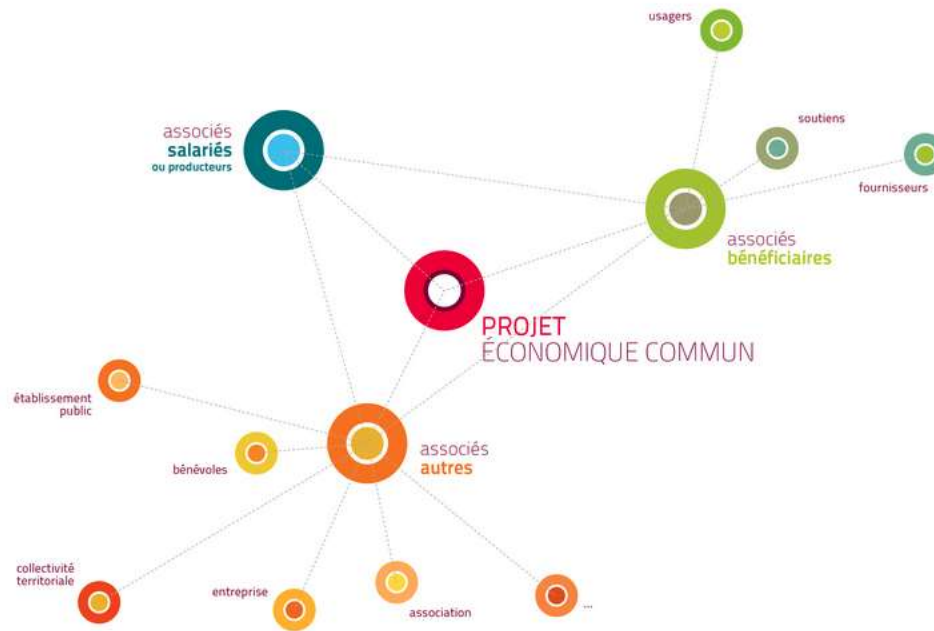 usagers
soutiens
associés
salariés
ou producteurs
fournisseurs
associés
bénéficiaires
PROJET
ÉCONOMIQUE COMMUN
établissement
public
associés
autres
bénévoles
collectivité
territoriale
entreprise
association
...